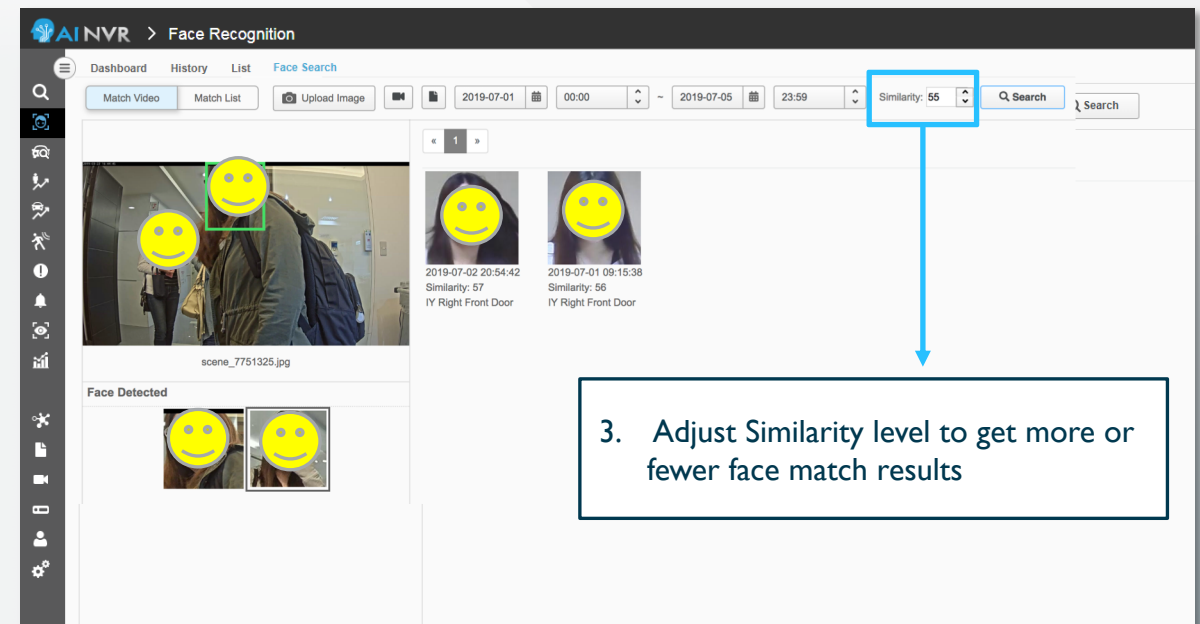 AI NVR > Face Recognition
Dashboard History List Face Search
Match Video Match List Upload Image 2019-07-01 00:00 ~ 2019-07-05 23:59 Similarity: 55 Search
Search
« 1 »
2019-07-02 20:54:42
Similarity: 57
IY Right Front Door
2019-07-01 09:15:38
Similarity: 56
IY Right Front Door
scene_7751325.jpg
Face Detected
3. Adjust Similarity level to get more or
fewer face match results